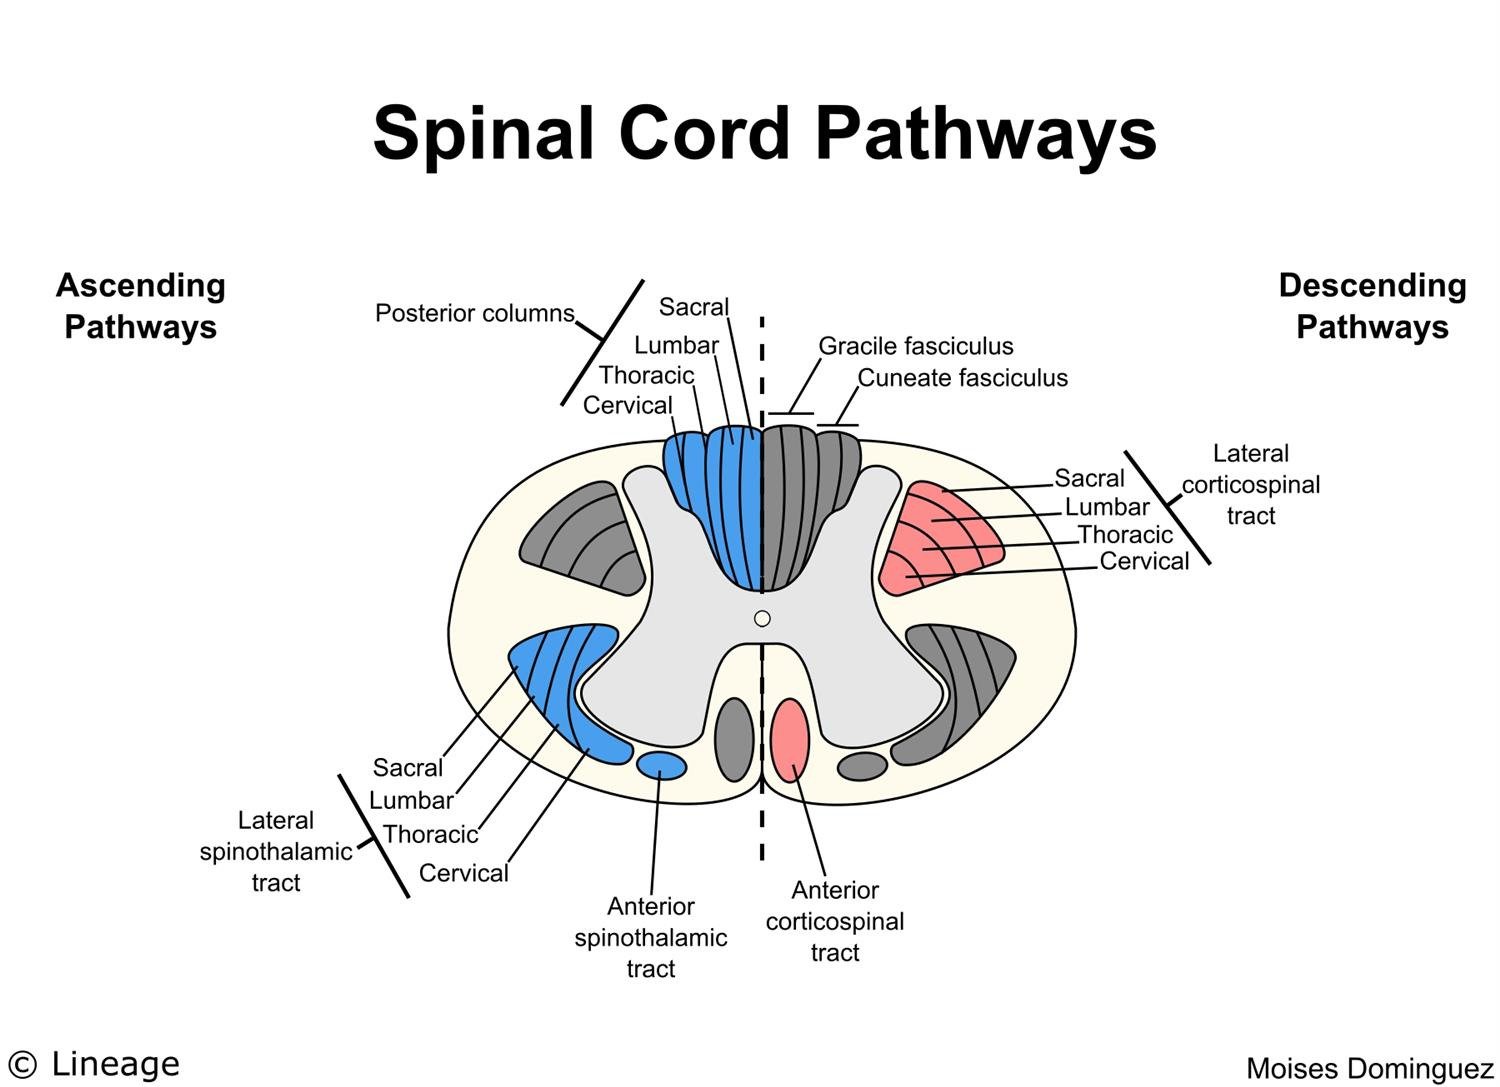 Spinal Cord Pathways
Ascending
Pathways
Descending
Pathways
Posterior columns
Sacral
Lumbar
Thoracic
Cervical
Gracile fasciculus
Cuneate fasciculus
Lateral
corticospinal
tract
Sacral
Lumbar
Thoracic
Cervical
Sacral
Lumbar
Thoracic
Cervical
Lateral
spinothalamic
tract
Anterior
spinothalamic
tract
Anterior
corticospinal
tract
© Lineage
Moises Dominguez